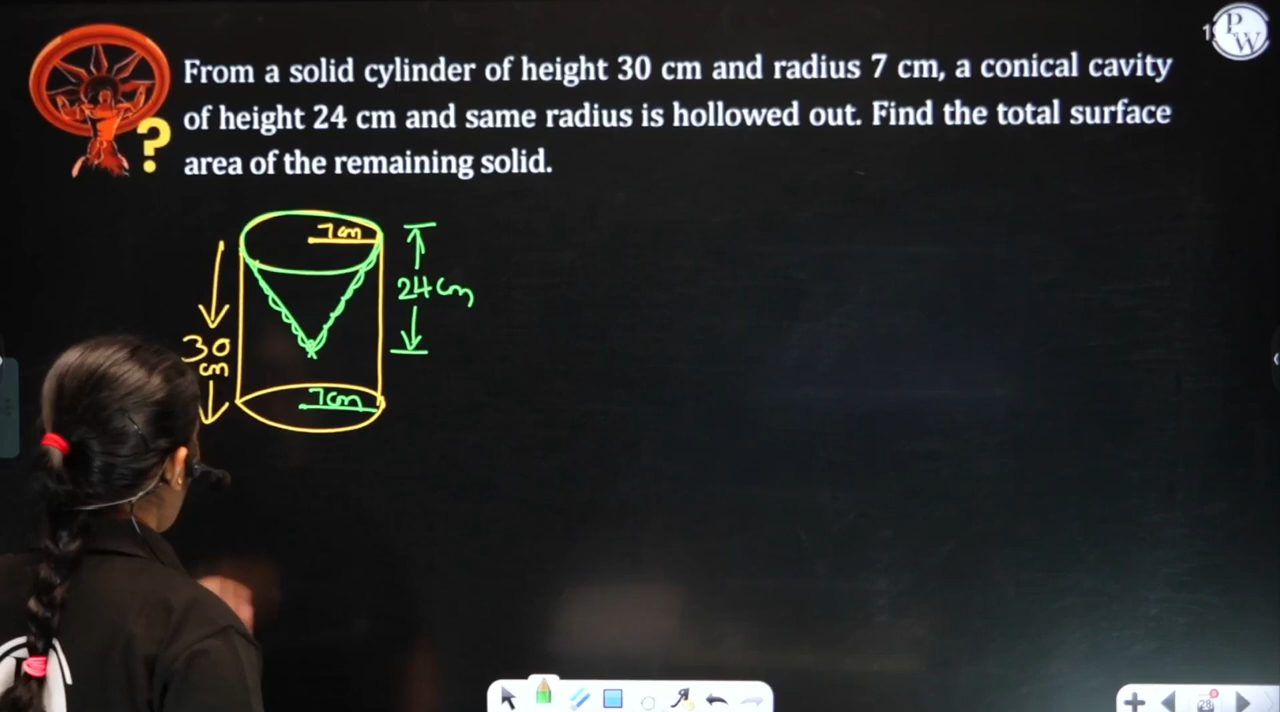 From a solid cylinder of height 30 cm and radius 7 cm, a conical cavity
of height 24 cm and same radius is hollowed out. Find the total surface
area of the remaining solid.
?
P
W
7cm
24cm
30
cm
7cm
28